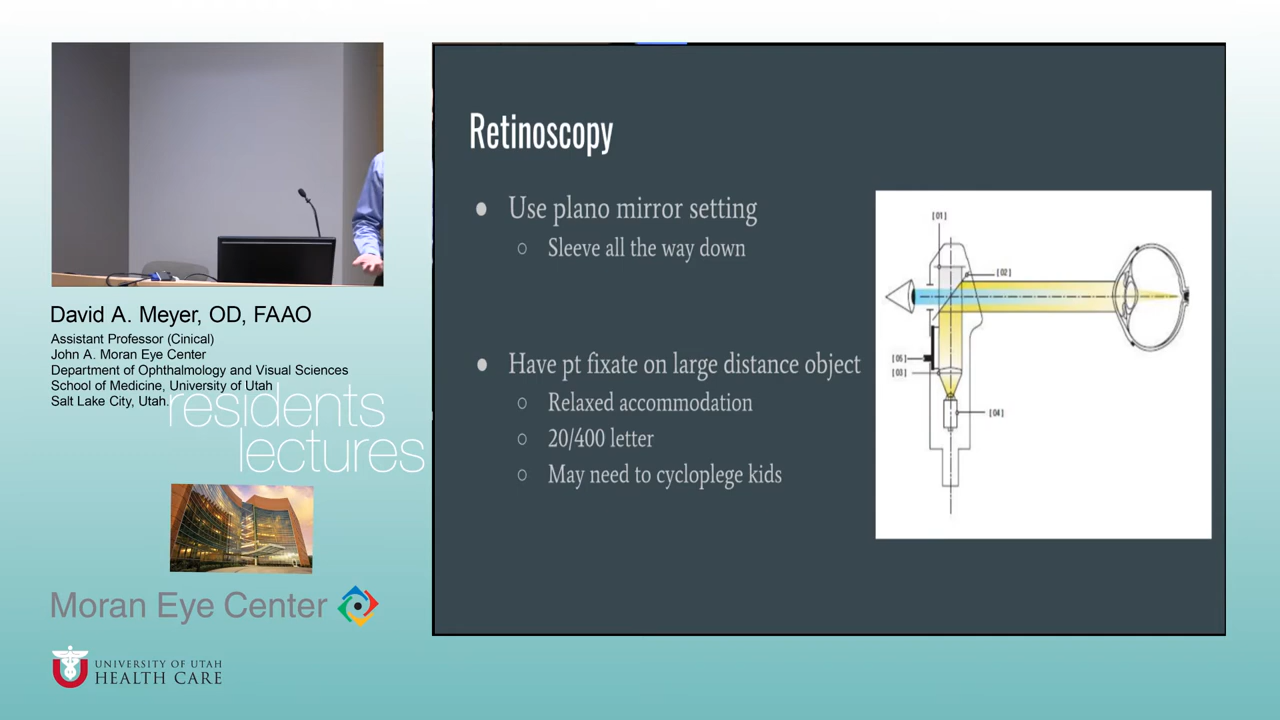 David A. Meyer, OD, FAAO
Assistant Professor (Cinical)
John A. Moran Eye Center
Department of Ophthalmology and Visual Sciences
School of Medicine, University of Utah
Salt Lake City, Utah.
residents
lectures
Moran Eye Center
UNIVERSITY OF UTAH
HEALTH CARE
Retinoscopy
● Use plano mirror setting
○ Sleeve all the way down
● Have pt fixate on large distance object
○ Relaxed accommodation
○ 20/400 letter
○ May need to cycloplege kids
[01]
[02]
[05]
[03]
[04]